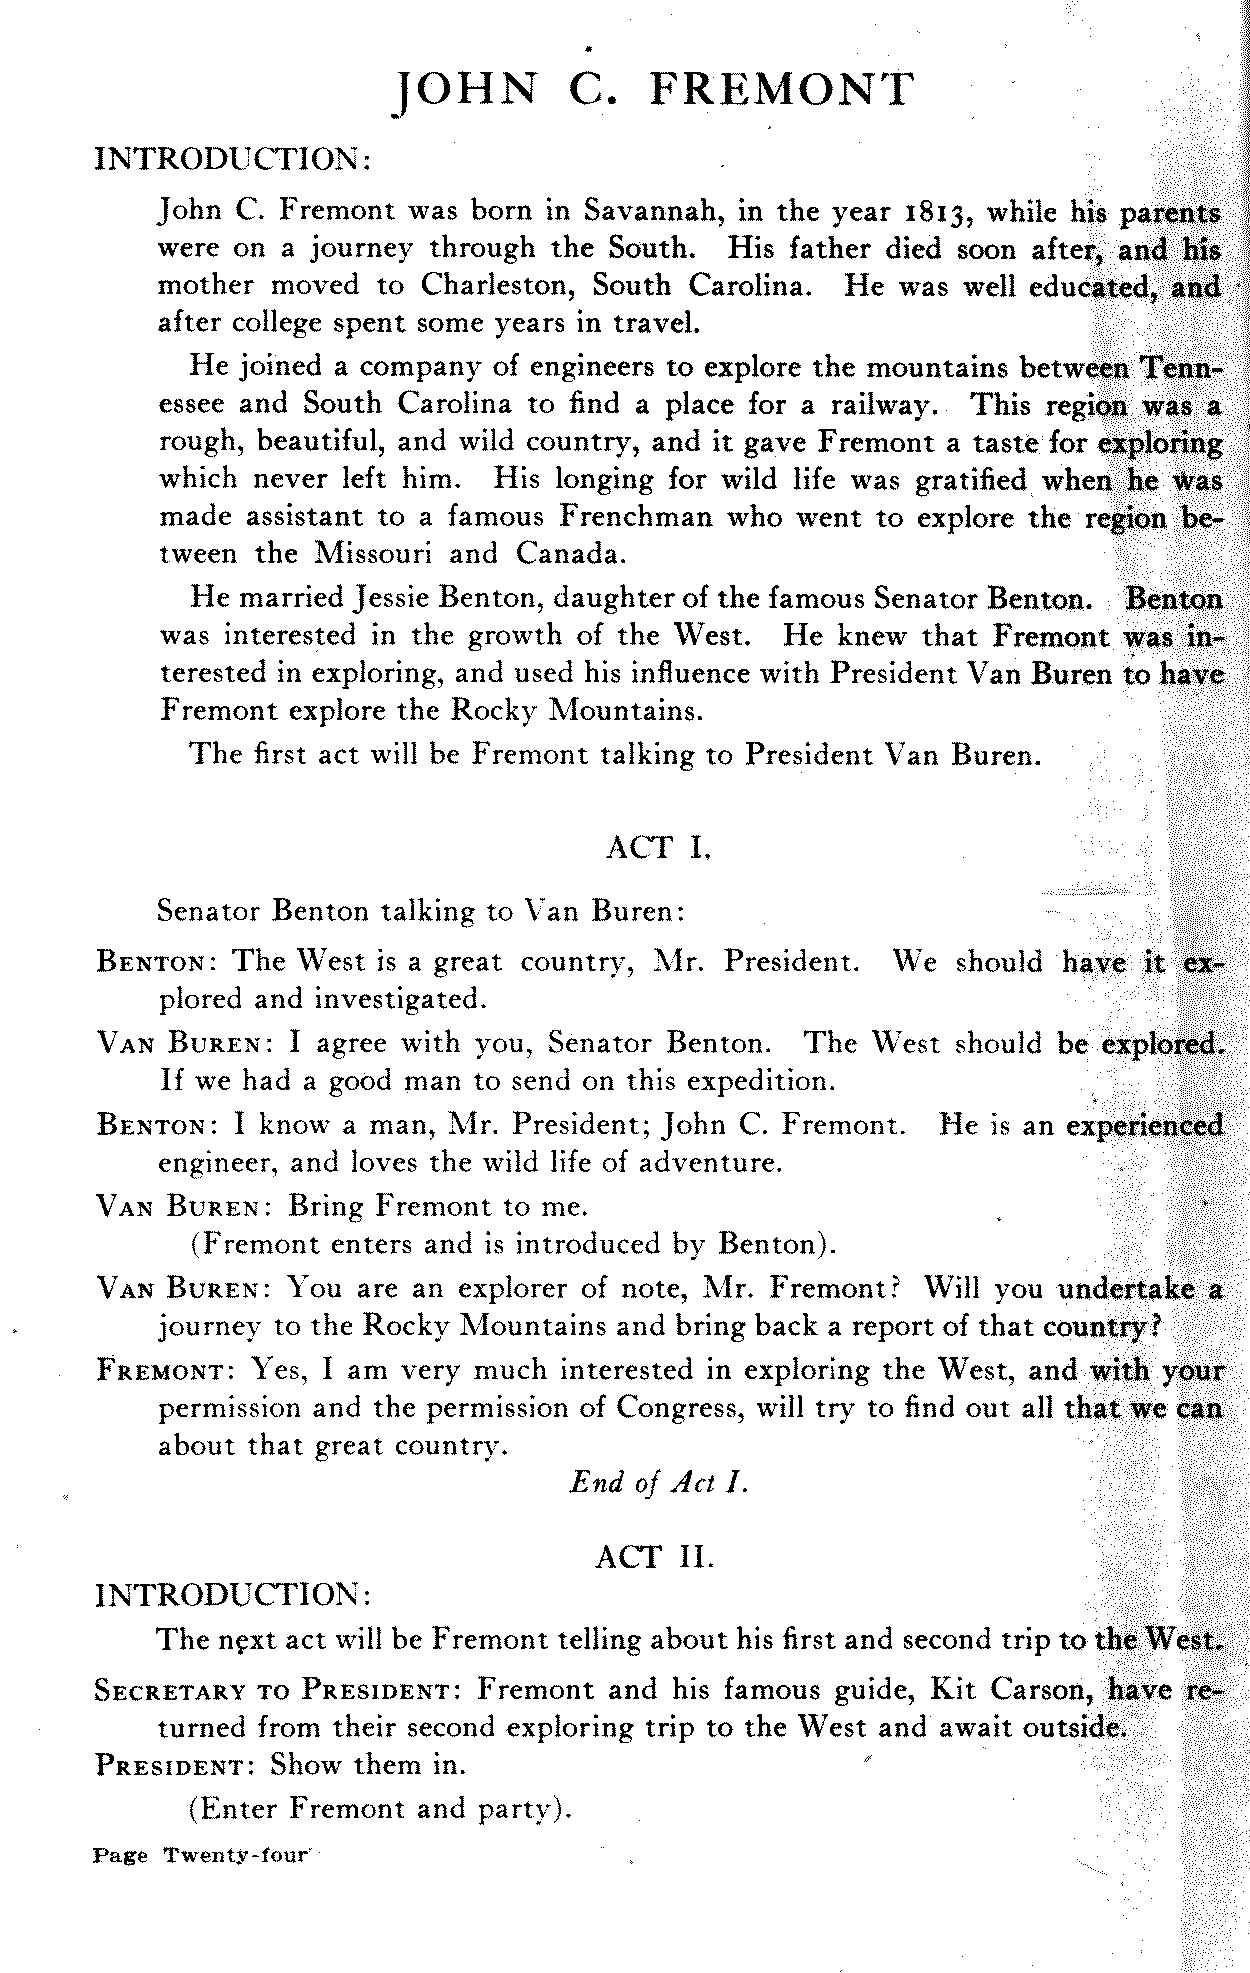 JOHN C. FREMONT
INTRODUCTION:
John C. Fremont was born in Savannah, in the year 1813, while his parents
were on a journey through the South. His father died soon after, and his
mother moved to Charleston, South Carolina. He was well educated, and
after college spent some years in travel.
He joined a company of engineers to explore the mountains between Tenn-
essee and South Carolina to find a place for a railway. This region was a
rough, beautiful, and wild country, and it gave Fremont a taste for exploring
which never left him. His longing for wild life was gratified when he was
made assistant to a famous Frenchman who went to explore the region be-
tween the Missouri and Canada.
He married Jessie Benton, daughter of the famous Senator Benton. Benton
was interested in the growth of the West. He knew that Fremont was in-
terested in exploring, and used his influence with President Van Buren to have
Fremont explore the Rocky Mountains.
The first act will be Fremont talking to President Van Buren.
ACT I.
Senator Benton talking to Van Buren:
BENTON: The West is a great country, Mr. President. We should have it ex-
plored and investigated.
VAN BUREN: I agree with you, Senator Benton. The West should be explored.
If we had a good man to send on this expedition.
BENTON: I know a man, Mr. President; John C. Fremont. He is an experienced
engineer, and loves the wild life of adventure.
VAN BUREN: Bring Fremont to me.
(Fremont enters and is introduced by Benton).
VAN BUREN: You are an explorer of note, Mr. Fremont? Will you undertake a
journey to the Rocky Mountains and bring back a report of that country?
FREMONT: Yes, I am very much interested in exploring the West, and with your
permission and the permission of Congress, will try to find out all that we can
about that great country.
End of Act I.
ACT II.
INTRODUCTION:
The next act will be Fremont telling about his first and second trip to the West.
SECRETARY TO PRESIDENT: Fremont and his famous guide, Kit Carson, have re-
turned from their second exploring trip to the West and await outside.
PRESIDENT: Show them in.
(Enter Fremont and party).
Page Twenty-four